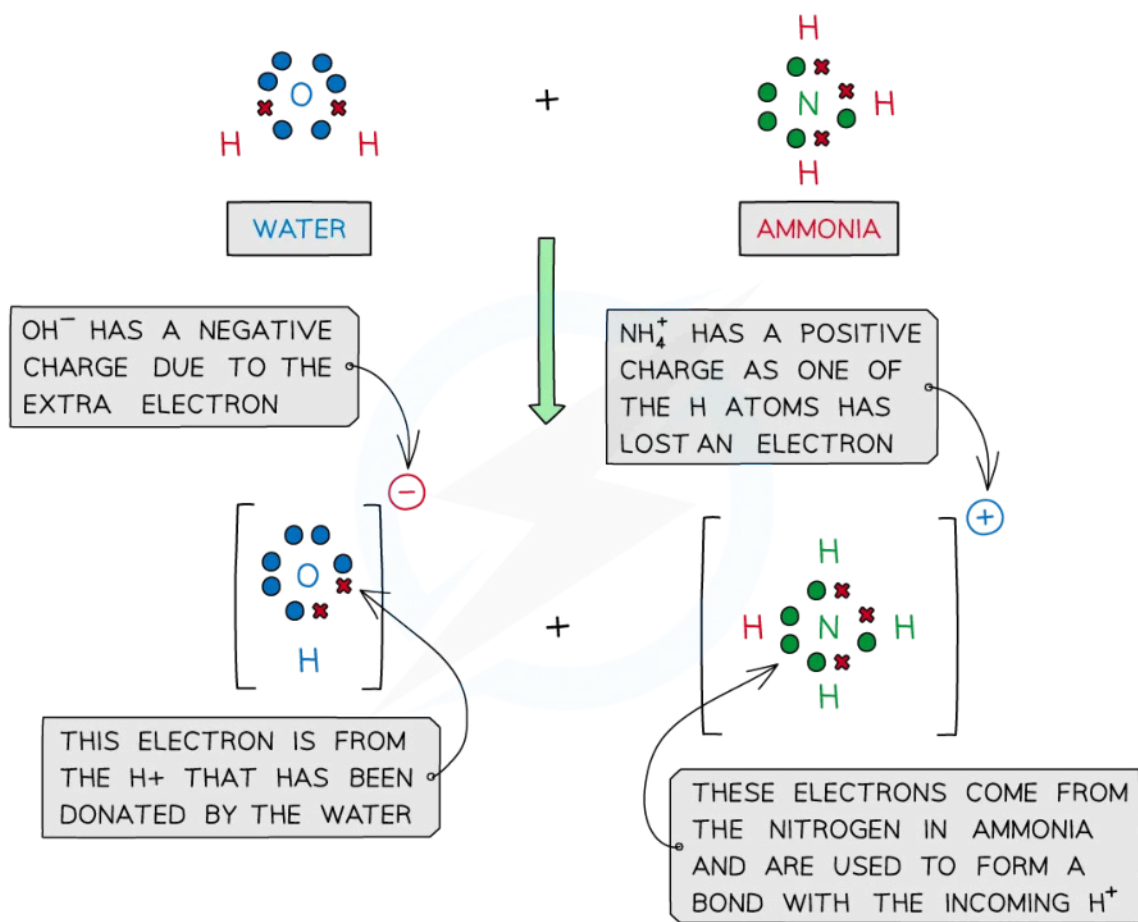 H
O
+
N
H
H
H
H
WATER
AMMONIA
OH⁻ HAS A NEGATIVE
CHARGE DUE TO THE
EXTRA ELECTRON
NH₄⁺ HAS A POSITIVE
CHARGE AS ONE OF
THE H ATOMS HAS
LOST AN ELECTRON
−
+
O
H
+
H
H
N
H
H
THIS ELECTRON IS FROM
THE H+ THAT HAS BEEN
DONATED BY THE WATER
THESE ELECTRONS COME FROM
THE NITROGEN IN AMMONIA
AND ARE USED TO FORM A
BOND WITH THE INCOMING H⁺